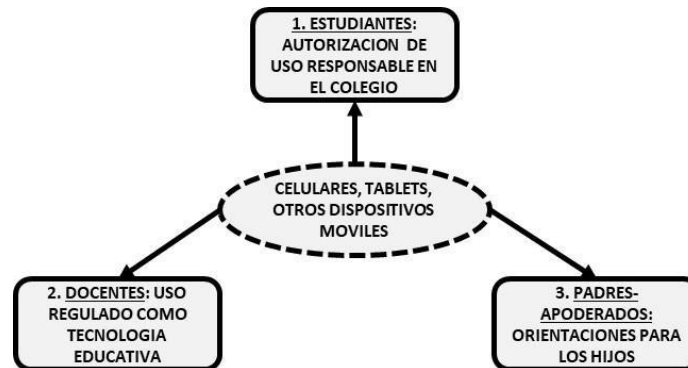 1. ESTUDIANTES:
AUTORIZACION DE
USO RESPONSABLE EN
EL COLEGIO
CELULARES, TABLETS,
OTROS DISPOSITIVOS
MOVILES
2. DOCENTES: USO
REGULADO COMO
TECNOLOGIA
EDUCATIVA
3. PADRES-
APODERADOS:
ORIENTACIONES PARA
LOS HIJOS